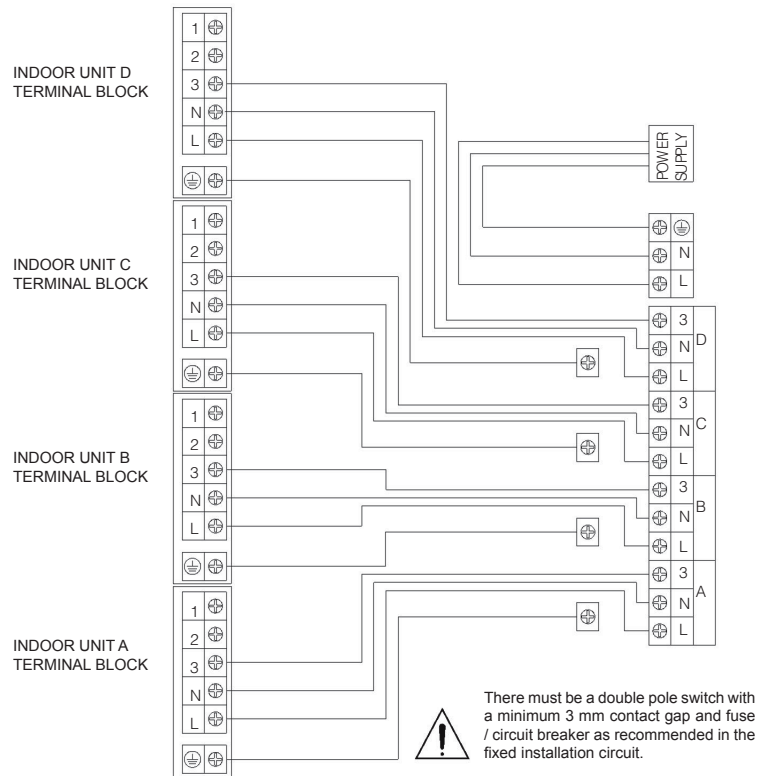 INDOOR UNIT D
TERMINAL BLOCK
1
2
3
N
L
INDOOR UNIT C
TERMINAL BLOCK
1
2
3
N
L
INDOOR UNIT B
TERMINAL BLOCK
1
2
3
N
L
INDOOR UNIT A
TERMINAL BLOCK
1
2
3
N
L
POWER
SUPPLY
N
L
3
N
L
D
3
N
L
C
3
N
L
B
3
N
L
A
There must be a double pole switch with
a minimum 3 mm contact gap and fuse
/ circuit breaker as recommended in the
fixed installation circuit.